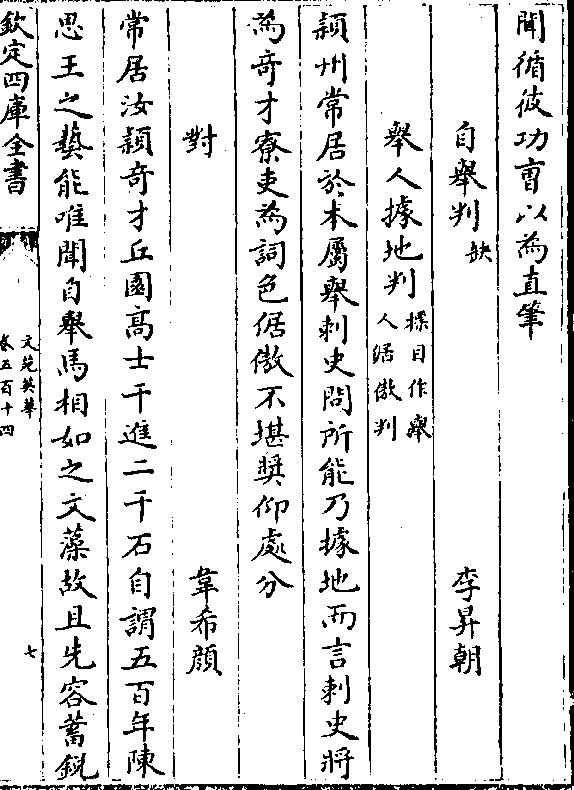 聞循彼功曺以為直筆
自舉判缺　李昇朝
舉人據地判標目作舉人倨傲判
潁州常居於木屬舉刺史問所能乃據地而言刺史將
為竒才寮吏為詞色倨傲不堪奬仰處分
對　韋希顔
常居汝潁竒才丘園髙士干進二千石自謂五百年陳
思王之藝能唯聞自舉馬相如之文藻故且先容蓄鋭
欽定四庫全書
文苑英華
卷五百十四
七